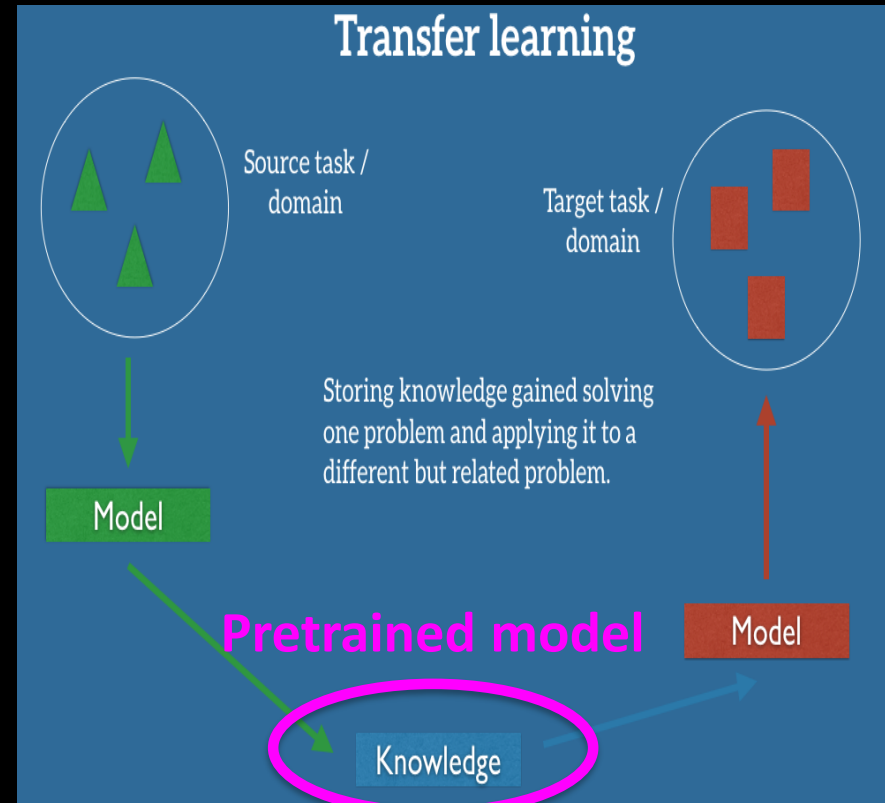 Transfer learning
Source task /
domain
Target task /
domain
Storing knowledge gained solving
one problem and applying it to a
different but related problem.
Model
Pretrained model
Model
Knowledge